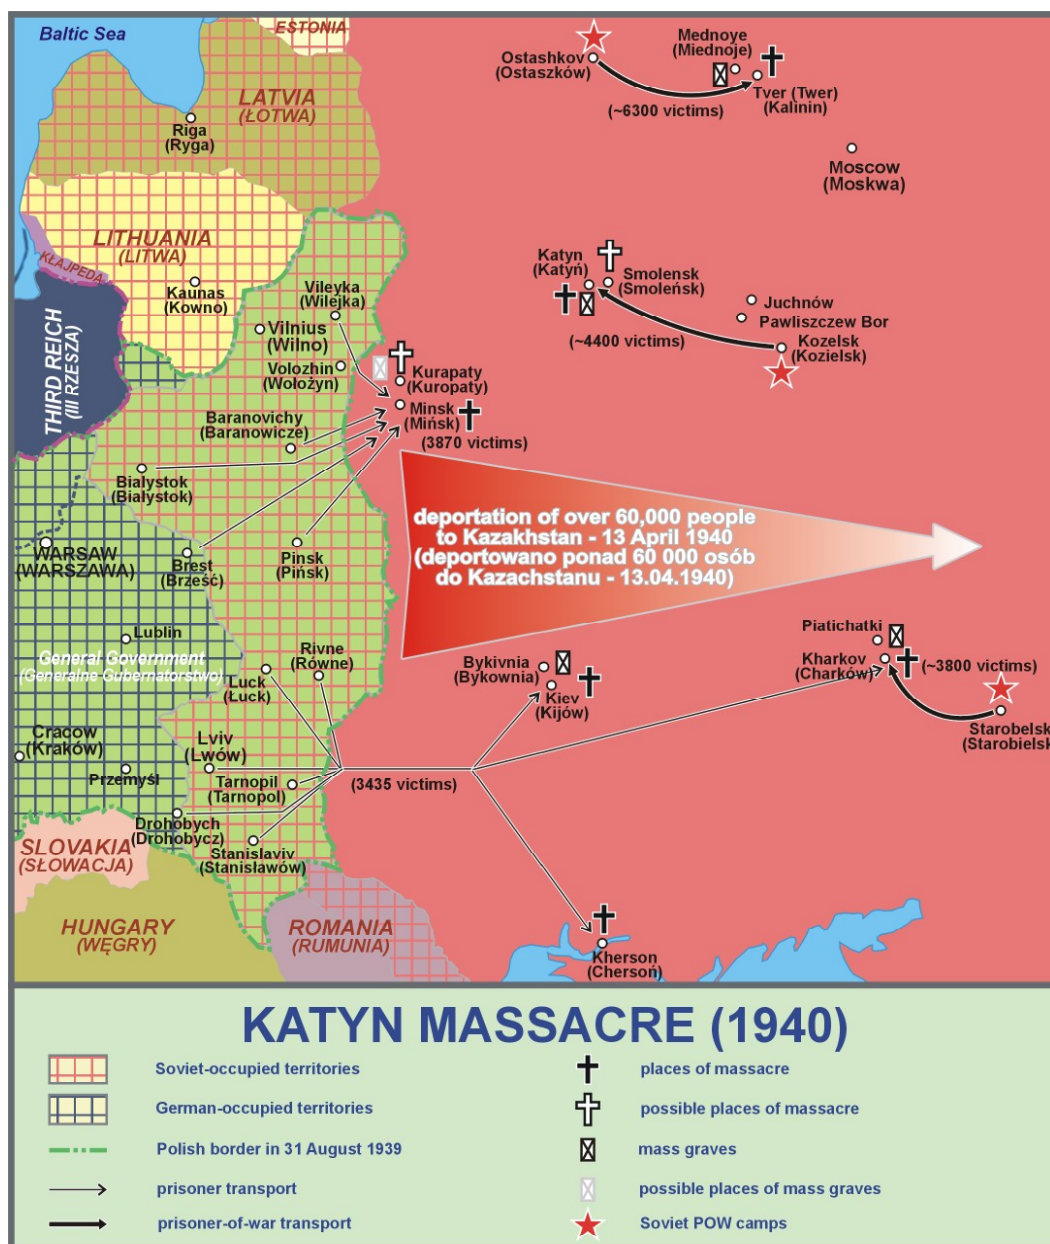 Baltic Sea
ESTONIA
LATVIA
(ŁOTWA)
Riga
(Ryga)
LITHUANIA
(LITWA)
KŁAJPEDA
Kaunas
(Kowno)
THIRD REICH
(III RZESZA)
Vileyka
(Wilejka)
Vilnius
(Wilno)
Volozhin
(Wołożyn)
Baranovichy
(Baranowicze)
Bialystok
(Białystok)
WARSAW
(WARSZAWA)
Brest
(Brześć)
Pinsk
(Pińsk)
Lublin
General Government
(Generalne Gubernatorstwo)
Rivne
(Równe)
Luck
(Łuck)
Cracow
(Kraków)
Przemyśl
Lviv
(Lwów)
Tarnopil
(Tarnopol)
Drohobych
(Drohobycz)
Stanislaviv
(Stanisławów)
SLOVAKIA
(SŁOWACJA)
HUNGARY
(WĘGRY)
ROMANIA
(RUMUNIA)
Ostashkov
(Ostaszków)
Mednoye
(Miednoje)
Tver (Twer)
(Kalinin)
(~6300 victims)
Moscow
(Moskwa)
Katyn
(Katyń)
Smolensk
(Smoleńsk)
Juchnów
Pawliszczew Bor
Kozelsk
(Kozielsk)
(~4400 victims)
Kurapaty
(Kuropaty)
Minsk
(Mińsk)
(3870 victims)
deportation of over 60,000 people
to Kazakhstan - 13 April 1940
(deportowano ponad 60 000 osób
do Kazachstanu - 13.04.1940)
Bykivnia
(Bykownia)
Kiev
(Kijów)
Piatichatki
Kharkov
(Charków)
(~3800 victims)
Starobelsk
(Starobielsk
(3435 victims)
Kherson
(Chersoń)
KATYN MASSACRE (1940)
Soviet-occupied territories
German-occupied territories
Polish border in 31 August 1939
prisoner transport
prisoner-of-war transport
places of massacre
possible places of massacre
mass graves
possible places of mass graves
Soviet POW camps